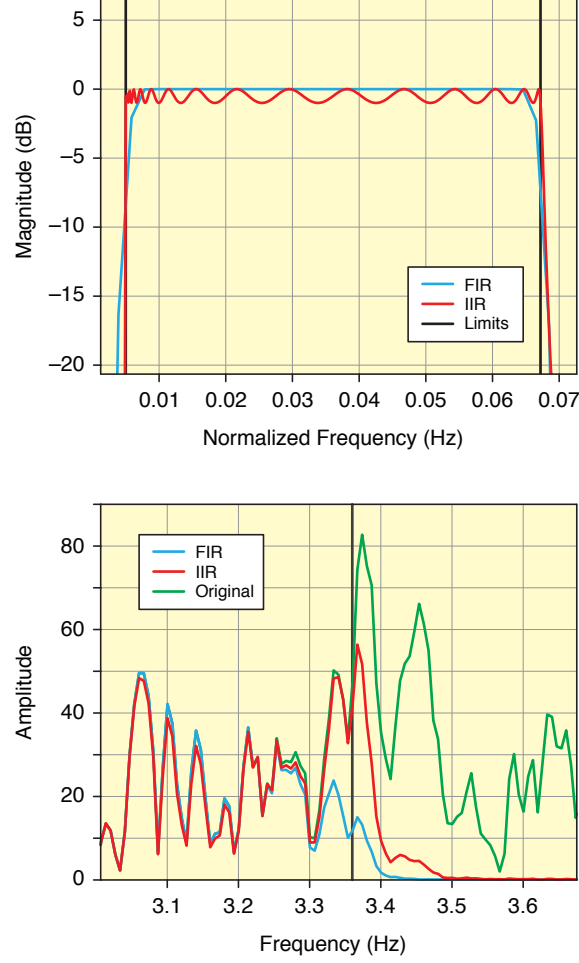 5
0
−5
−10
−15
−20
Magnitude (dB)
FIR
IIR
Limits
0.01 0.02 0.03 0.04 0.05 0.06 0.07
Normalized Frequency (Hz)
80
60
40
20
0
Amplitude
FIR
IIR
Original
3.1 3.2 3.3 3.4 3.5 3.6
Frequency (Hz)